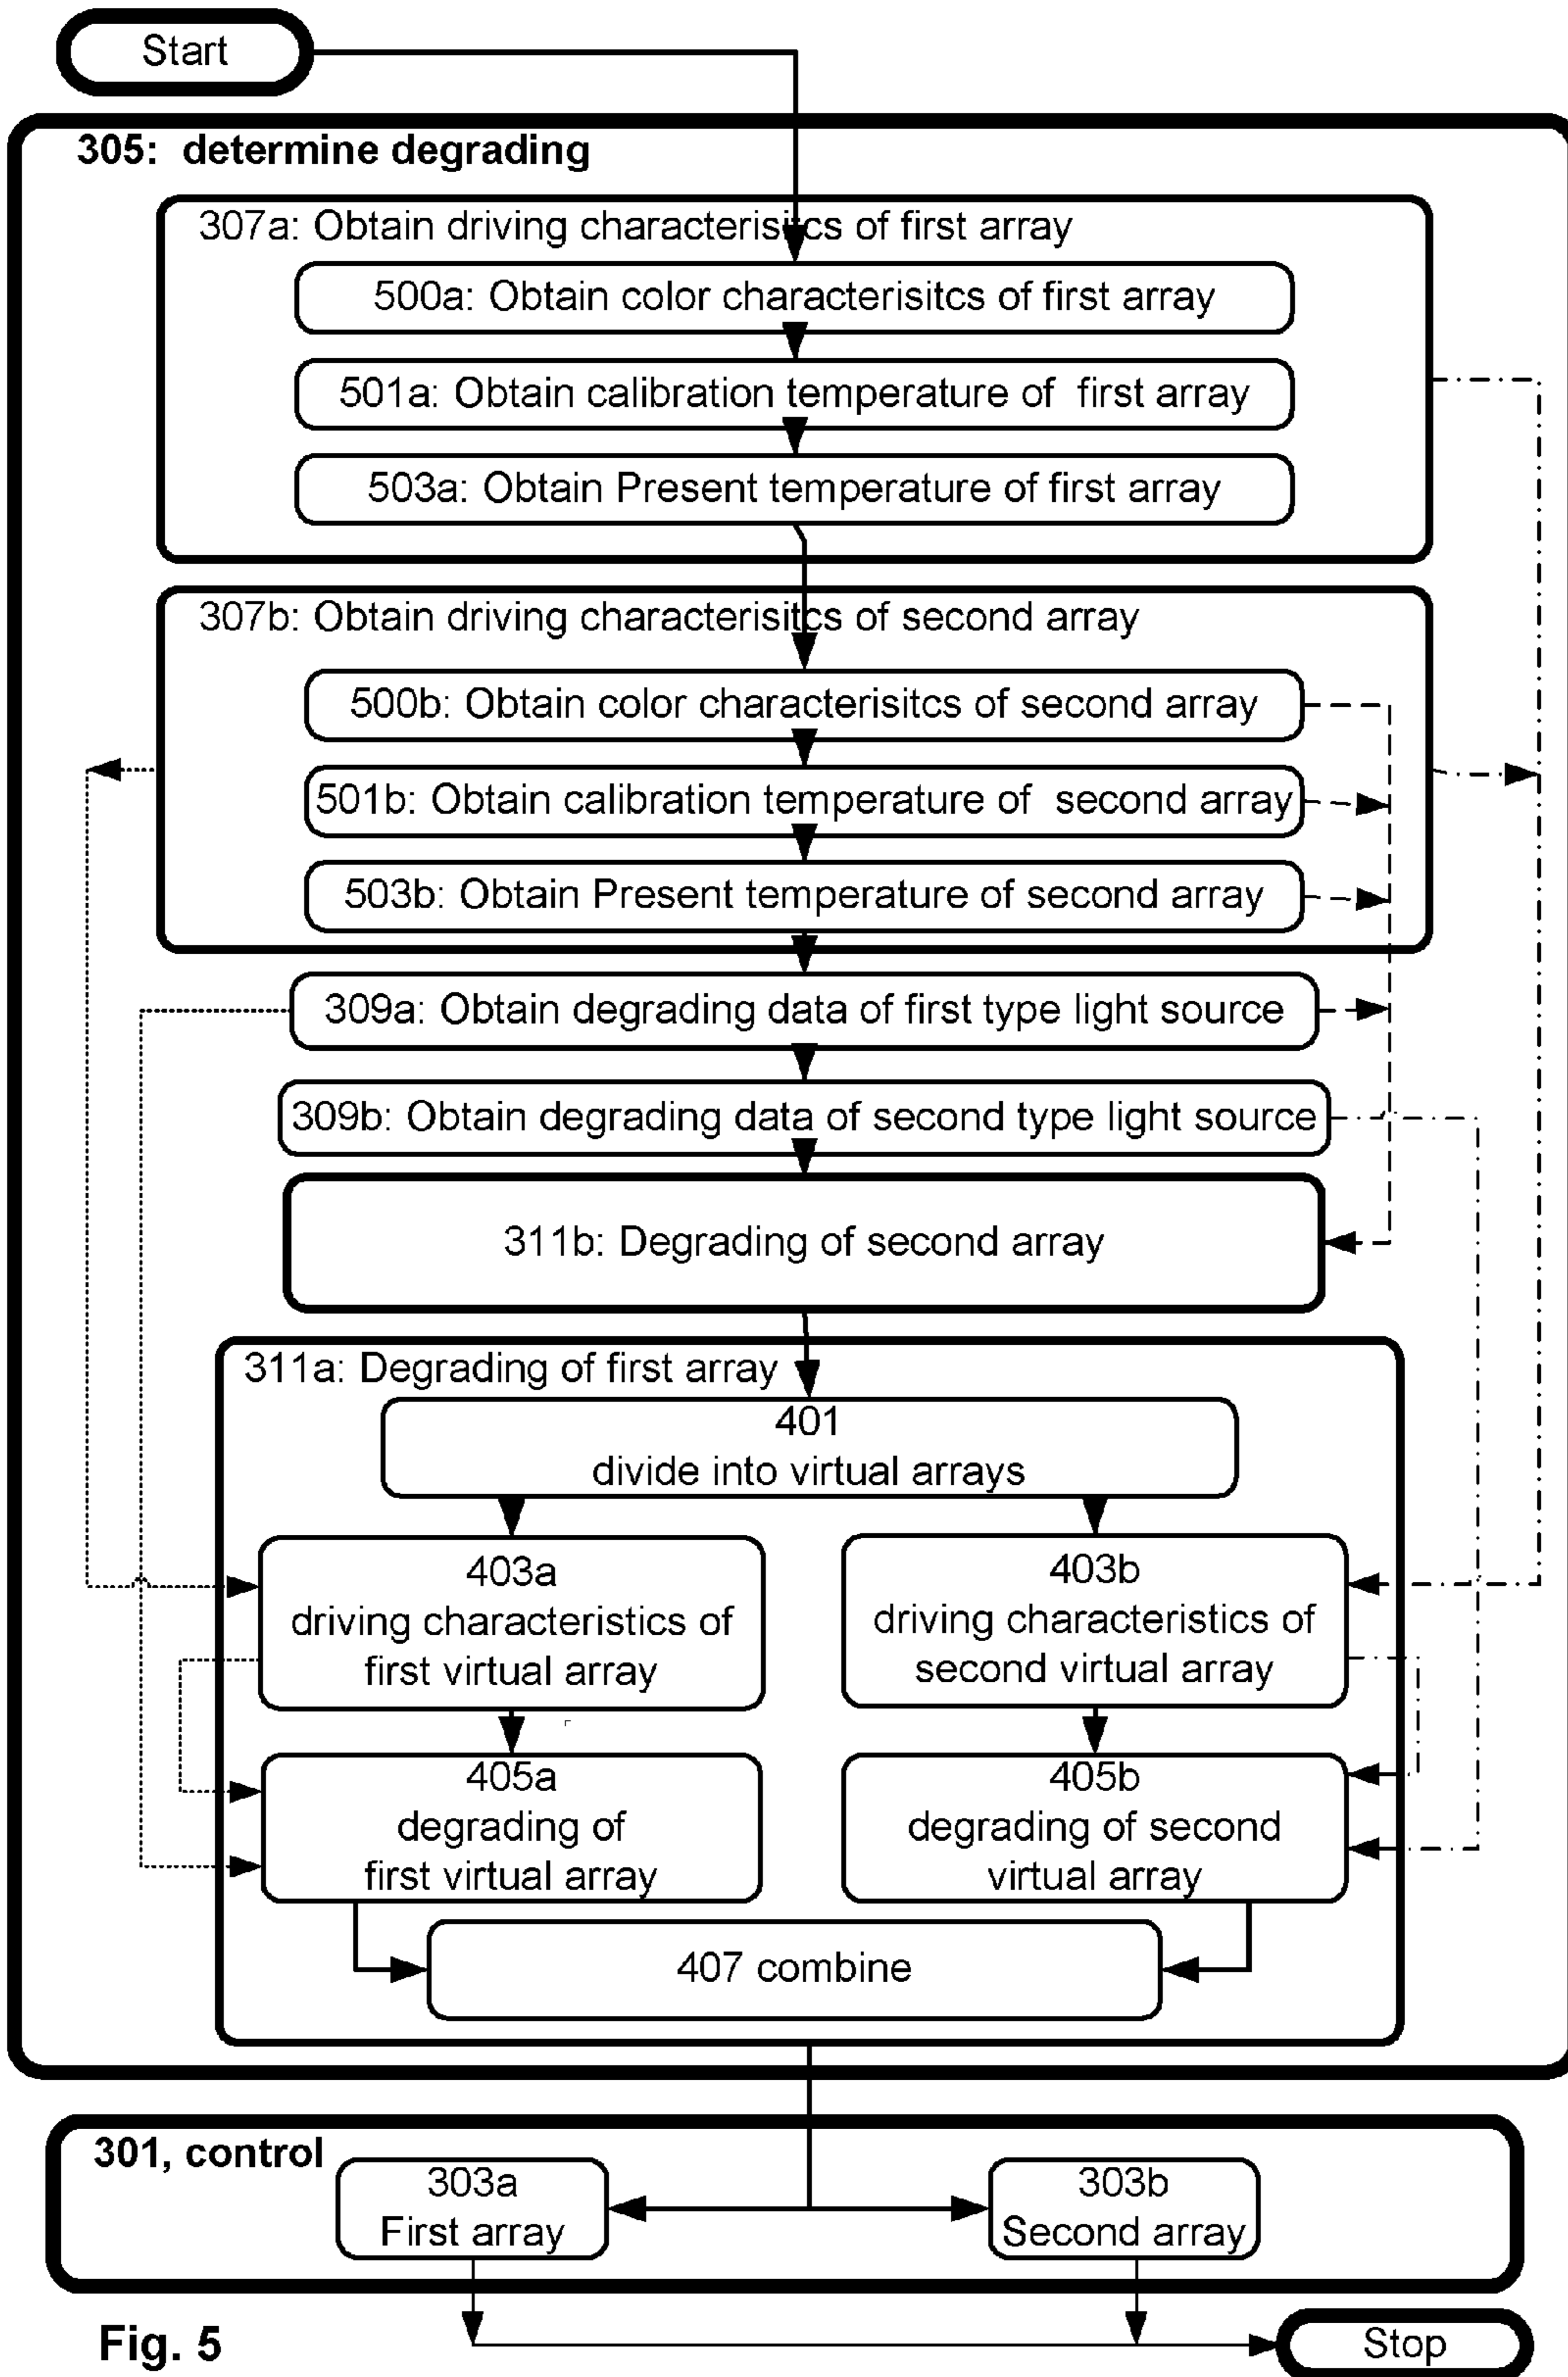 Start
305: determine degrading
307a: Obtain driving characterisitcs of first array
500a: Obtain color characterisitcs of first array
501a: Obtain calibration temperature of first array
503a: Obtain Present temperature of first array
307b: Obtain driving characterisitcs of second array
500b: Obtain color characterisitcs of second array
501b: Obtain calibration temperature of second array
503b: Obtain Present temperature of second array
309a: Obtain degrading data of first type light source
309b: Obtain degrading data of second type light source
311b: Degrading of second array
311a: Degrading of first array
401
divide into virtual arrays
403a
driving characteristics of
first virtual array
403b
driving characteristics of
second virtual array
405a
degrading of
first virtual array
405b
degrading of second
virtual array
407 combine
301, control
303a
First array
303b
Second array
Fig. 5
Stop